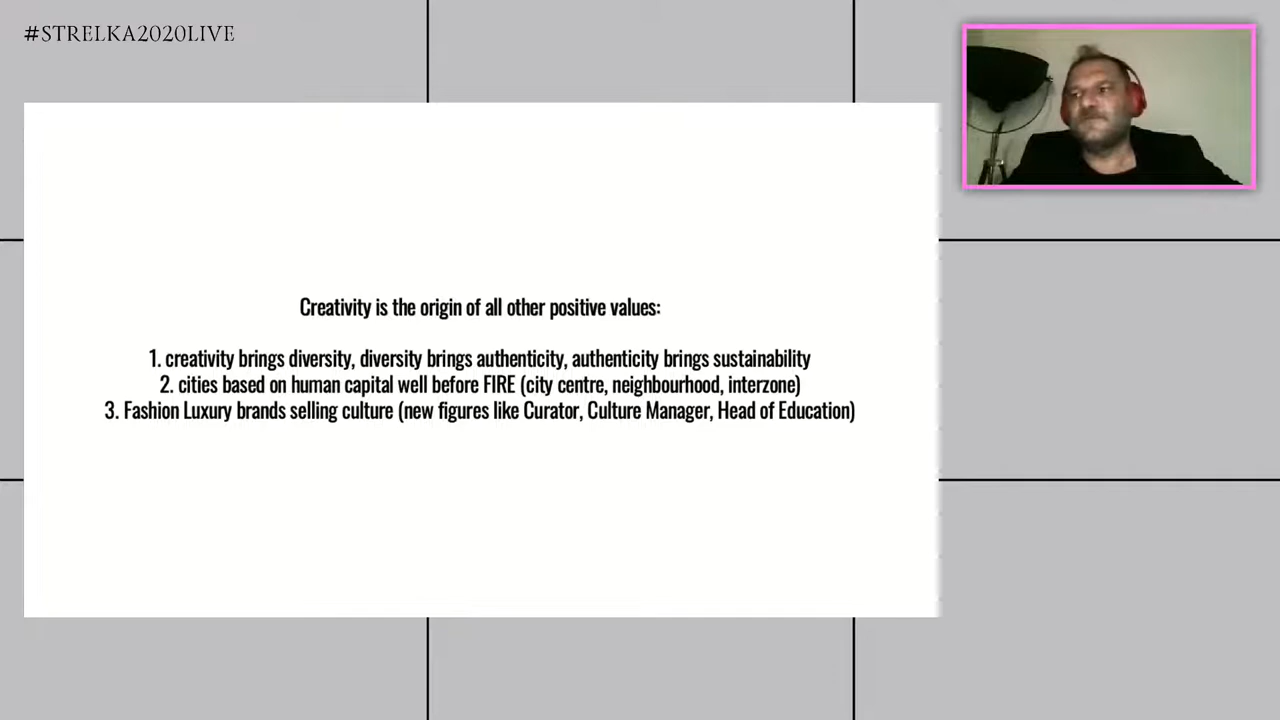 #STRELKA2020LIVE
Creativity is the origin of all other positive values:
1. creativity brings diversity, diversity brings authenticity, authenticity brings sustainability
2. cities based on human capital well before FIRE (city centre, neighbourhood, interzone)
3. Fashion Luxury brands selling culture (new figures like Curator, Culture Manager, Head of Education)